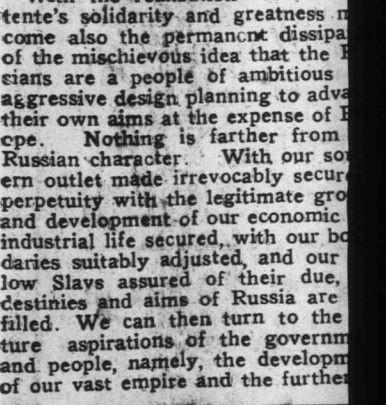 tente's solidarity and greatness
come also the permanent dissipa
of the mischievous idea that the
sians are a people of ambitious
aggressive design planning to adva
their own aims at the expense of E
ope. Nothing is farther from
Russian character. With our so
ern outlet made irrevocably secur
perpetuity with the legitimate gro
and development of our economic
industrial life secured, with our bo
daries suitably adjusted, and our
low Slavs assured of their due,
destinies and aims of Russia are
filled. We can then turn to the
ture aspirations of the governm
and people, namely, the developm
of our vast empire and the further